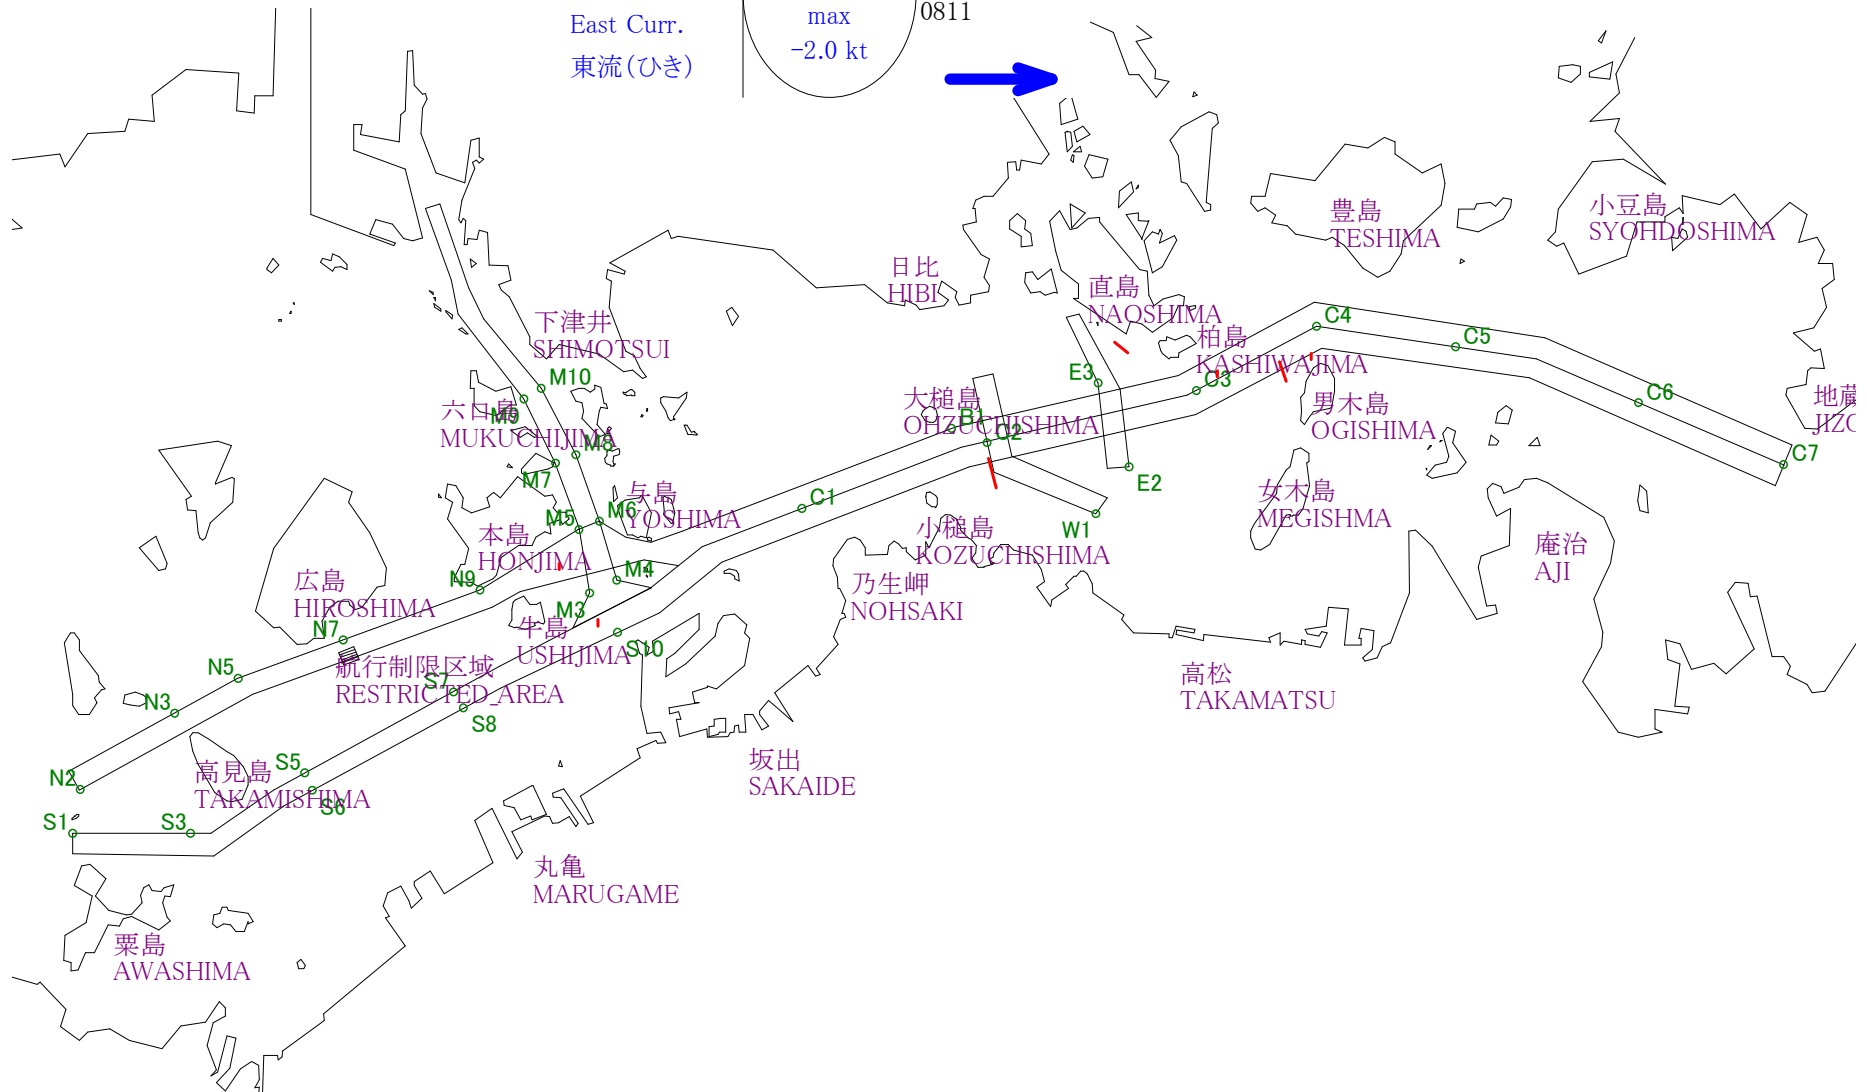 East Curr.
東流(ひき)
max
-2.0 kt
0811
豊島
TESHIMA
小豆島
SYOHDOSHIMA
日比
HIBI
直島
NAOSHIMA
下津井
SHIMOTSUI
柏島
KASHIWAJIMA
C4
C5
M10
E3
C3
六口島
MUKUCHIJIMA
M9
大槌島
OHZUCHISHIMA
B1
C2
男木島
OGISHIMA
C6
地蔵
JIZO
M8
M7
C7
E2
与島
YOSHIMA
C1
女木島
MEGISHMA
M5
M6
W1
本島
HONJIMA
小槌島
KOZUCHISHIMA
庵治
AJI
広島
HIROSHIMA
N9
M4
M3
乃生岬
NOHSAKI
N7
牛島
USHIJIMA
S10
N5
航行制限区域
RESTRICTED_AREA
S7
高松
TAKAMATSU
N3
S8
N2
高見島
TAKAMISHIMA
S5
S6
坂出
SAKAIDE
S1
S3
丸亀
MARUGAME
粟島
AWASHIMA